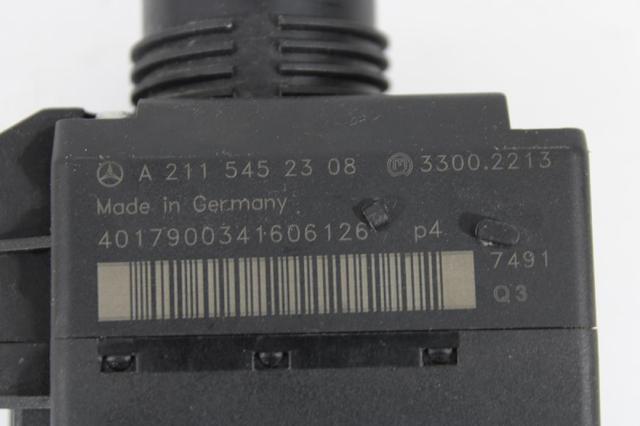 A 211 545 23 08 M 3300.2213
Made in Germany
4017900341606126 p4
7491
Q3